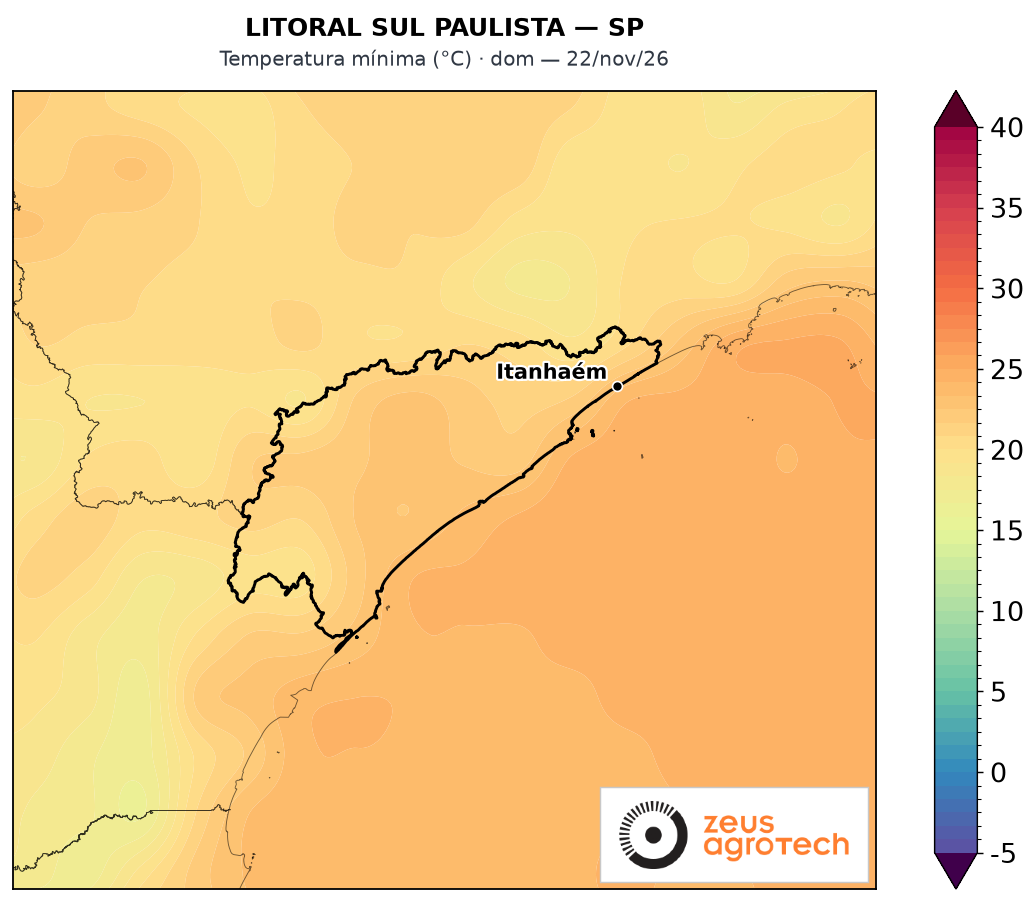 LITORAL SUL PAULISTA — SP
Temperatura mínima (°C) · dom — 22/nov/26
Itanhaém
40
35
30
25
20
15
10
5
0
-5
zeus
agrotech